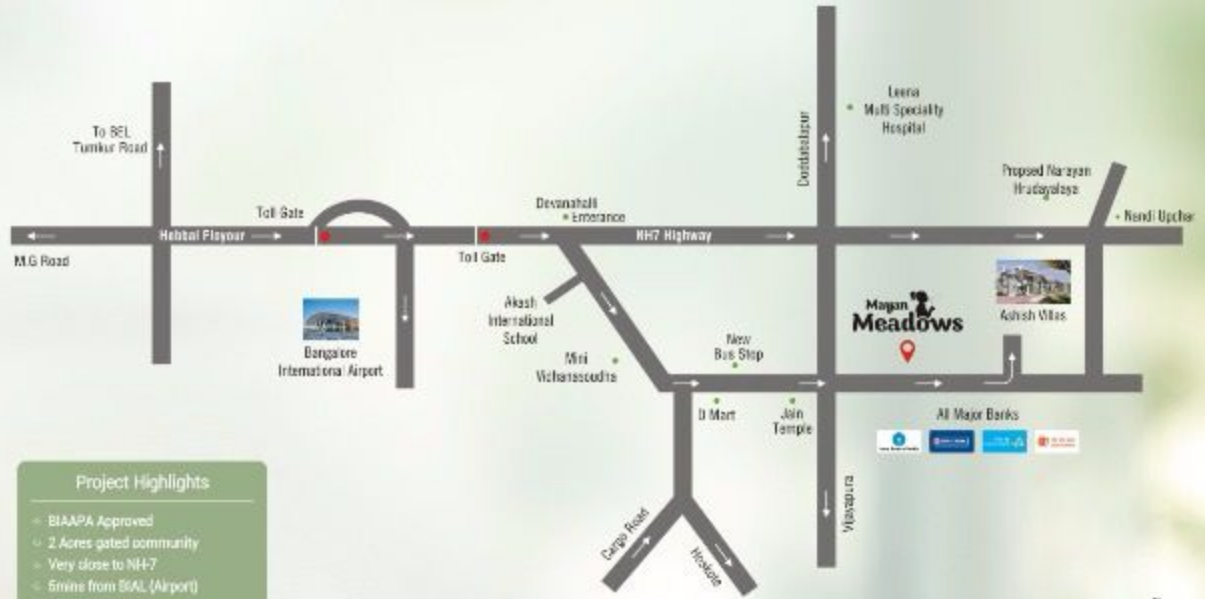 To BEL
Tumkur Road
Toll Gate
Hebbal Flayour
M.G Road
Bangalore
International Airport
Toll Gate
Devanahalli
Enterance
NH7 Highway
Akash
International
School
Mini
Vidhanasoudha
New
Bus Stop
D Mart
Jain
Temple
Doddabalapur
Leena
Multi Speciality
Hospital
Propsed Narayan
Hrudayalaya
Nandi Upchar
Mayan
Meadows
Ashish Villas
All Major Banks
Vijayapura
Cargo Road
Hoskote
Project Highlights
BIAAPA Approved
2 Acres gated community
Very close to NH-7
5mins from BIAL (Airport)